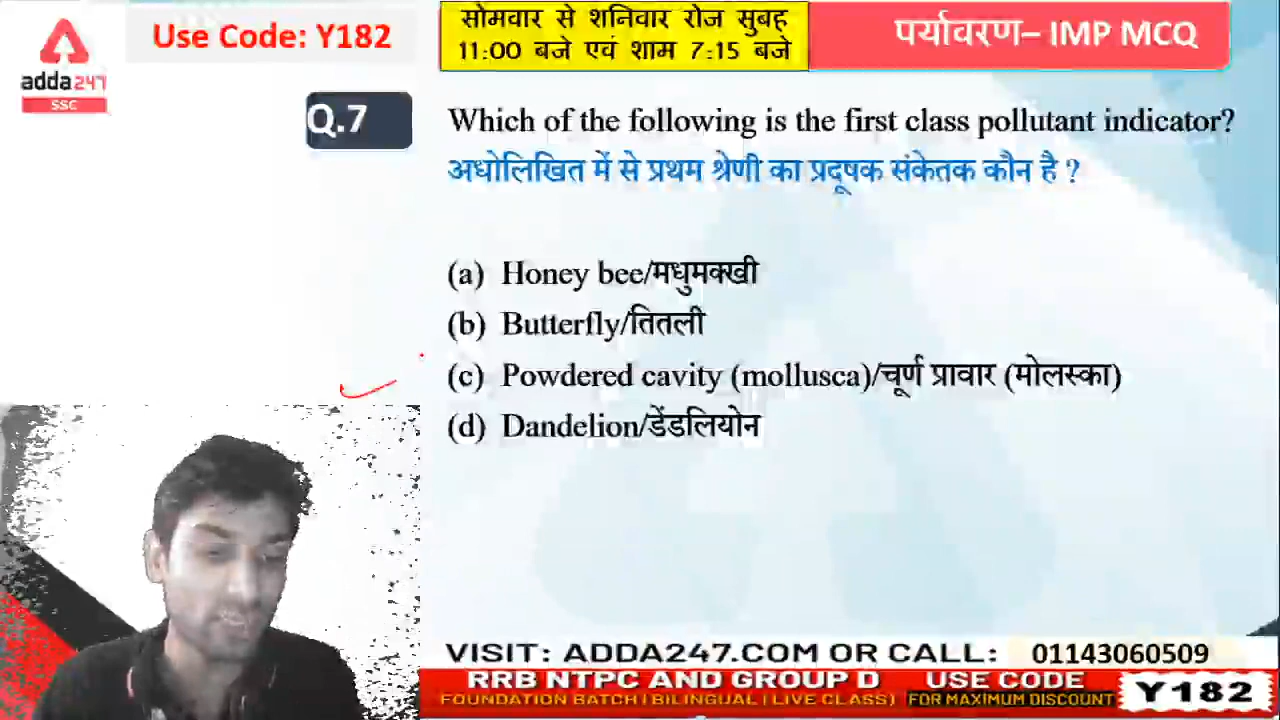 adda247
SSC
Use Code: Y182
सोमवार से शनिवार रोज सुबह
11:00 बजे एवं शाम 7:15 बजे
पर्यावरण– IMP MCQ
Q.7
Which of the following is the first class pollutant indicator?
अधोलिखित में से प्रथम श्रेणी का प्रदूषक संकेतक कौन है ?
(a) Honey bee/मधुमक्खी
(b) Butterfly/तितली
(c) Powdered cavity (mollusca)/चूर्ण प्रावार (मोलस्का)
(d) Dandelion/डेंडलियोन
VISIT: ADDA247.COM OR CALL: 01143060509
RRB NTPC AND GROUP D
FOUNDATION BATCH (BILINGUAL) (LIVE CLASS)
USE CODE
FOR MAXIMUM DISCOUNT
Y182